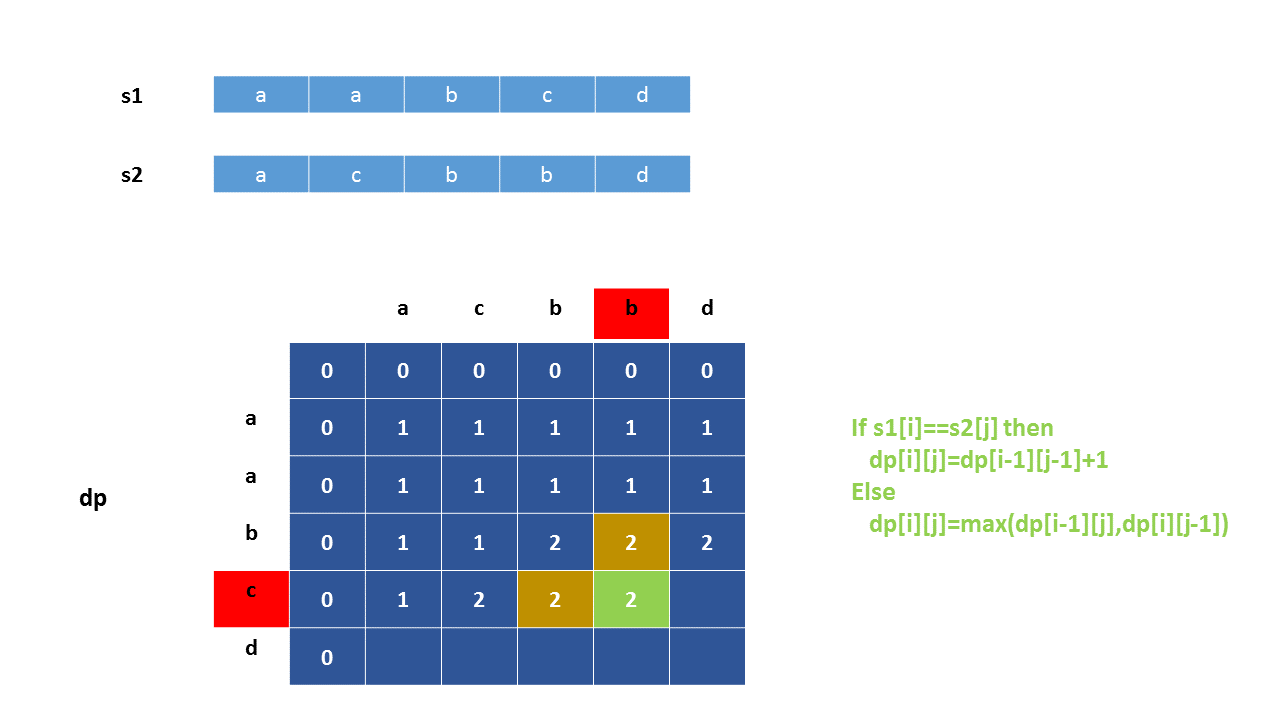 s1 a a b c d
s2 a c b b d
a c b b d
0 0 0 0 0 0
a 0 1 1 1 1 1
a 0 1 1 1 1 1
dp
b 0 1 1 2 2 2
c 0 1 2 2 2
d 0
If s1[i]==s2[j] then
dp[i][j]=dp[i-1][j-1]+1
Else
dp[i][j]=max(dp[i-1][j],dp[i][j-1])